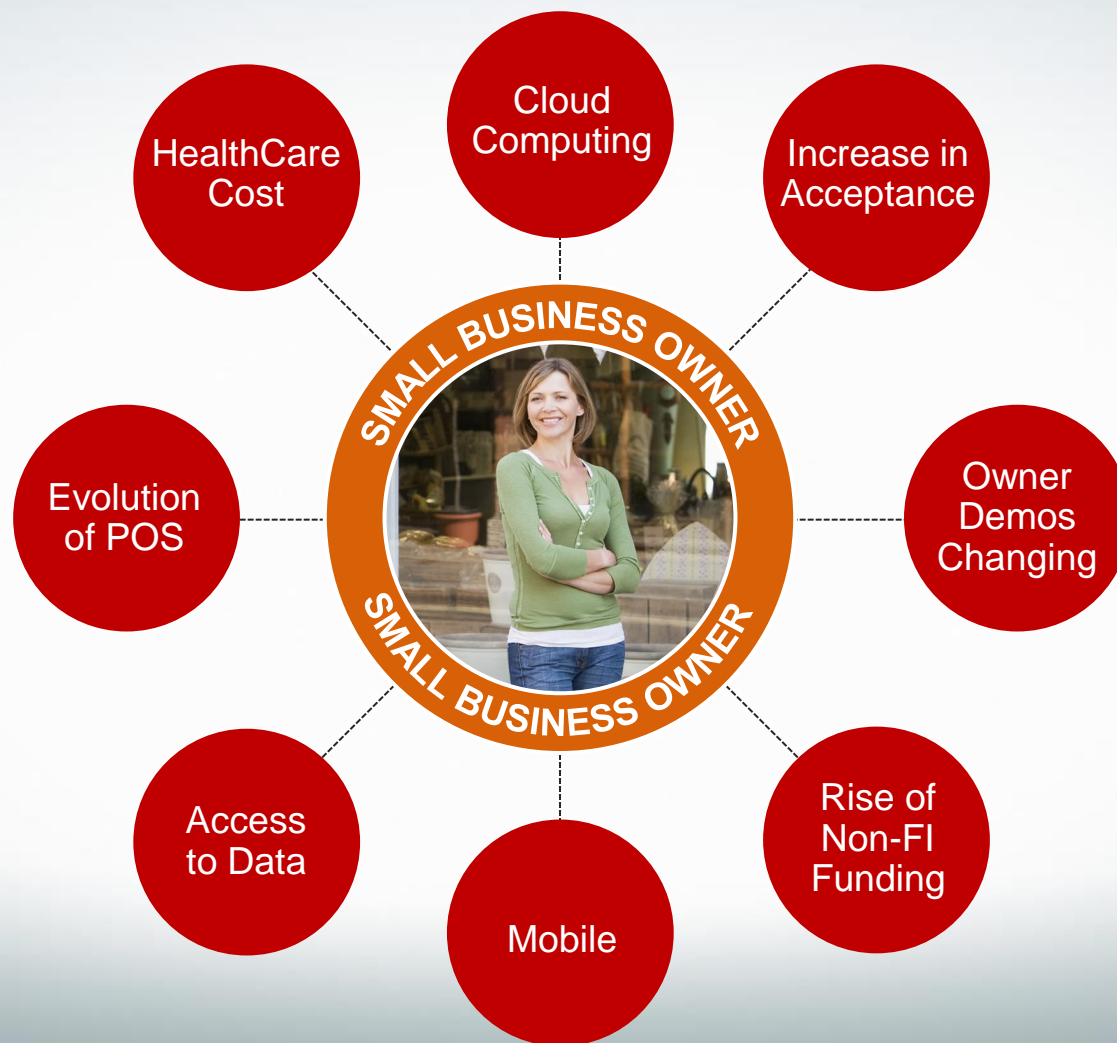 Cloud
Computing
HealthCare
Cost
Increase in
Acceptance
SMALL BUSINESS OWNER
Evolution
of POS
Owner
Demos
Changing
SMALL BUSINESS OWNER
Access
to Data
Rise of
Non-FI
Funding
Mobile